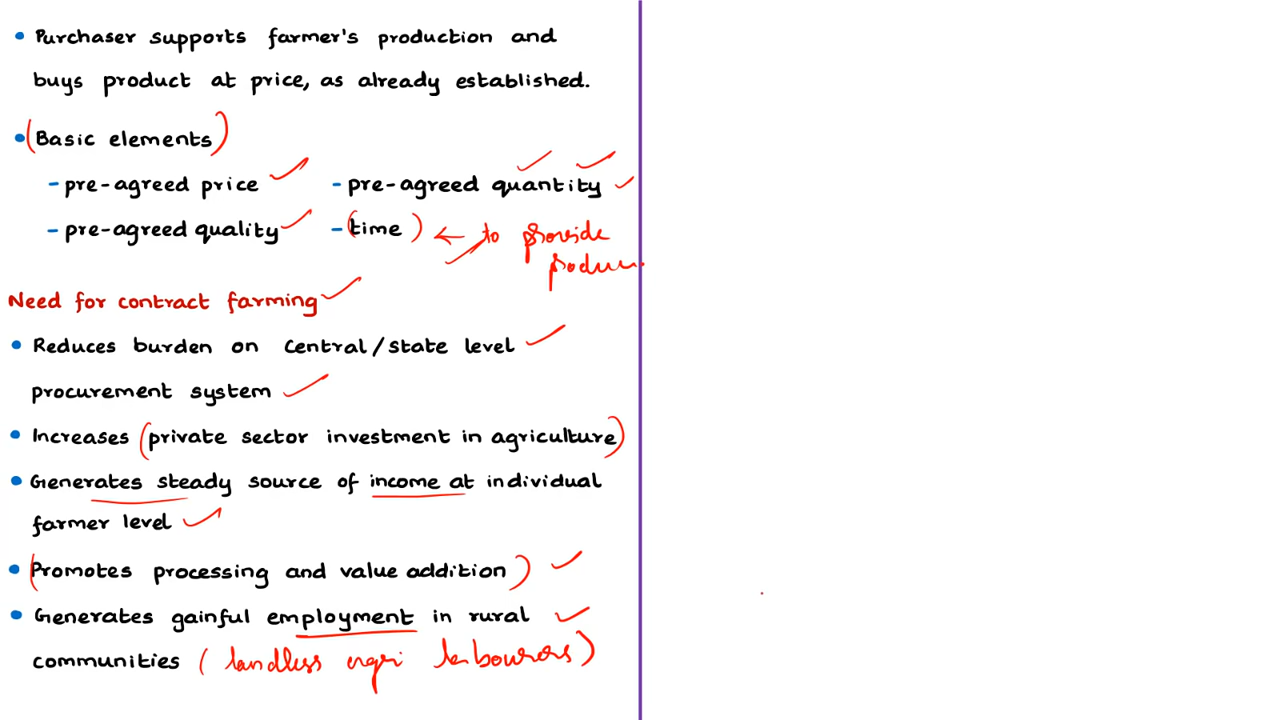 • Purchaser supports farmer's production and
buys product at price, as already established.
• (Basic elements)
- pre-agreed price - pre-agreed quantity
- pre-agreed quality - (time) ← to provide
Need for contract farming
• Reduces burden on Central/state level
procurement system
• Increases (private sector investment in agriculture)
• Generates steady source of income at individual
farmer level
• (Promotes processing and value addition)
• Generates gainful employment in rural
communities (landless agri labourers)